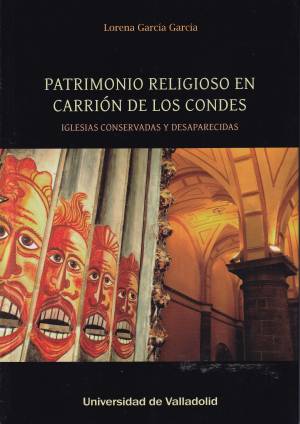 Lorena García García
PATRIMONIO RELIGIOSO EN
CARRIÓN DE LOS CONDES
IGLESIAS CONSERVADAS Y DESAPARECIDAS
Universidad de Valladolid